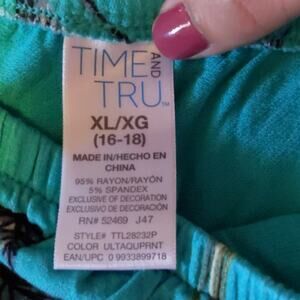 TIME AND
TRU™
XL/XG
(16-18)
MADE IN/HECHO EN
CHINA
95% RAYON/RAYÓN
5% SPANDEX
EXCLUSIVE OF DECORATION
EXCLUSIVO DE DECORACIÓN
RN# 52469 J47
STYLE# TTL28232P
COLOR ULTAQUPRNT
EAN/UPC 0 9933899718